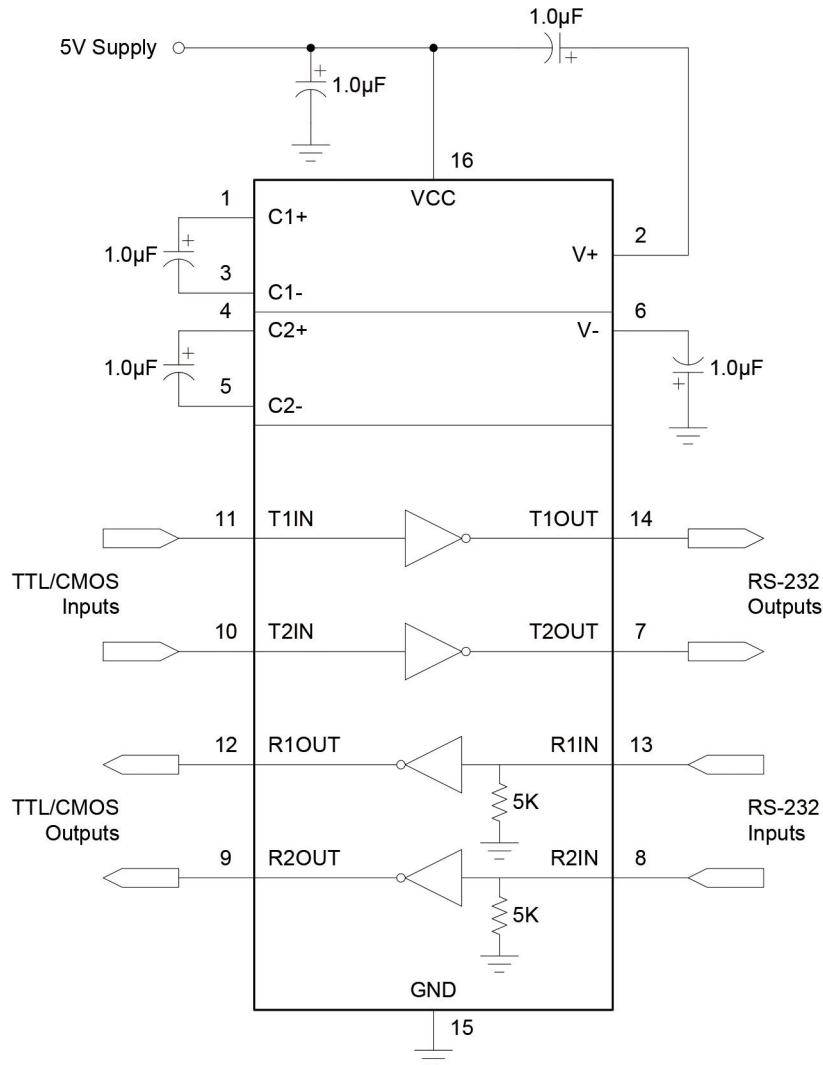 1.0µF
5V Supply
1.0µF
16
VCC
1
C1+
2
V+
1.0µF
3
C1-
4
C2+
6
V-
1.0µF
1.0µF
5
C2-
11
T1IN
T1OUT
14
TTL/CMOS
Inputs
RS-232
Outputs
10
T2IN
T2OUT
7
12
R1OUT
R1IN
13
5K
TTL/CMOS
Outputs
RS-232
Inputs
9
R2OUT
R2IN
8
5K
GND
15